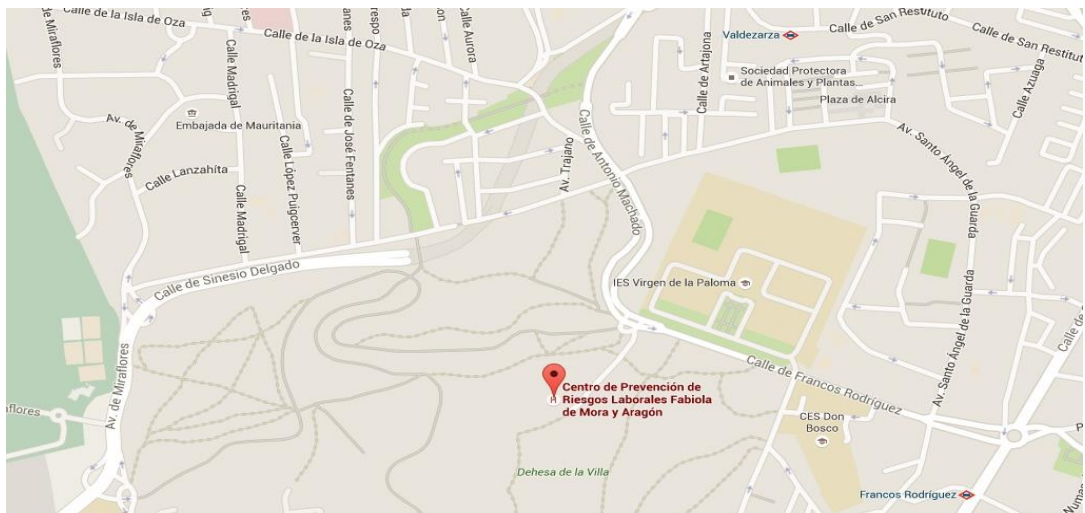 Calle de la Isla de Oza
Calle de la Isla de Oza
Miraflores
Calle Madrigal
Calle Aurora
Embajada de Mauritania
Av. de Miraflores
Calle Lanzahíta
Calle Madrigal
Calle López Puigcerver
Calle de José Fentanes
Calle de Sinesio Delgado
Av. de Miraflores
Av. Trajano
Calle de Antonio Machado
Valdezarza
Calle de San Restituto
Calle de San Restitut
Calle de Artajona
Sociedad Protectora
de Animales y Plantas...
Plaza de Alcira
Calle Azuaga
Av. Santo Ángel de la Guarda
Av. Santo Ángel de la Guarda
IES Virgen de la Paloma
Calle de Francos Rodríguez
Centro de Prevención de
Riesgos Laborales Fabiola
de Mora y Aragón
CES Don
Bosco
Dehesa de la Villa
Francos Rodríguez